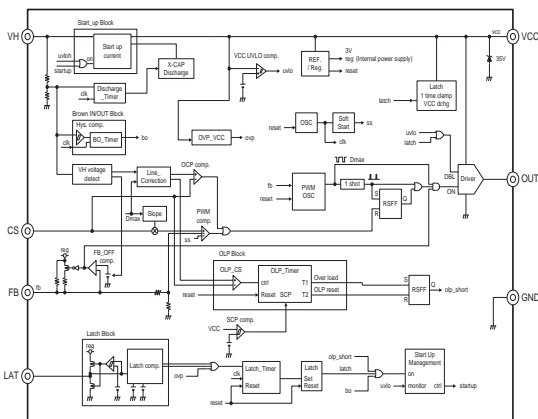 Start_up Block
VH
VCC
vcc
uvloh
startup
on
Start up
current
X-CAP
Discharge
VCC UVLO comp.
uvlo
REF.
/ Reg.
3V
reg (Internal power supply)
reset
35V
clk
Discharge
_Timer
Latch
1 time clamp
VCC dchg
latch
Brown IN/OUT Block
Hys. comp.
clk
BO_Timer
bo
OVP_VCC
ovp
reset
OSC
Soft
Start
ss
clk
uvlo
latch
VH voltage
detect
Line_
Correction
OCP comp.
Dmax
fb
reset
PWM
OSC
1 shot
S
R
RSFF
Q
DBL
ON
Driver
OUT
Dmax
Slope
PWM
comp.
ss
CS
reg
FB_OFF
comp.
FB
fb
OLP Block
OLP_CS
OLP_Timer
ctrl
T1
Over load
Reset
SCP
T2
OLP reset
reset
S
R
RSFF
Q
olp_short
GND
SCP comp.
VCC
Latch Block
reg
LAT
Latch comp.
ovp
Latch_Timer
clk
Reset
reset
Latch
Set
Reset
olp_short
latch
bo
Start Up
Management
on
uvlo
monitor
ctrl
startup